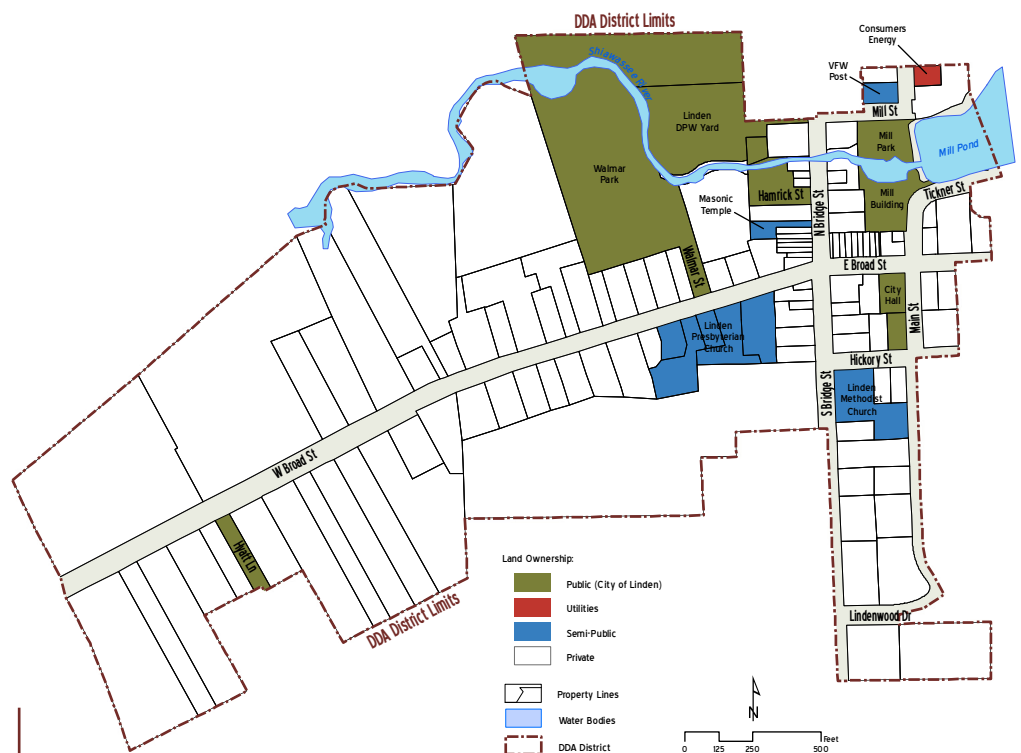 DDA District Limits
Consumers
Energy
VFW
Post
Shiawassee River
Mill St
Linden
DPW Yard
Mill
Park
Mill Pond
Walmar
Park
Hamrick St
Mill
Building
Tickner St
Masonic
Temple
N Bridge St
Walmar St
E Broad St
City
Hall
Main St
Linden
Presbyterian
Church
Hickory St
S Bridge St
Linden
Methodist
Church
W Broad St
Hyatt Ln
DDA District Limits
Lindenwood Dr
Land Ownership:
Public (City of Linden)
Utilities
Semi-Public
Private
Property Lines
Water Bodies
DDA District
N
Feet
0 125 250 500